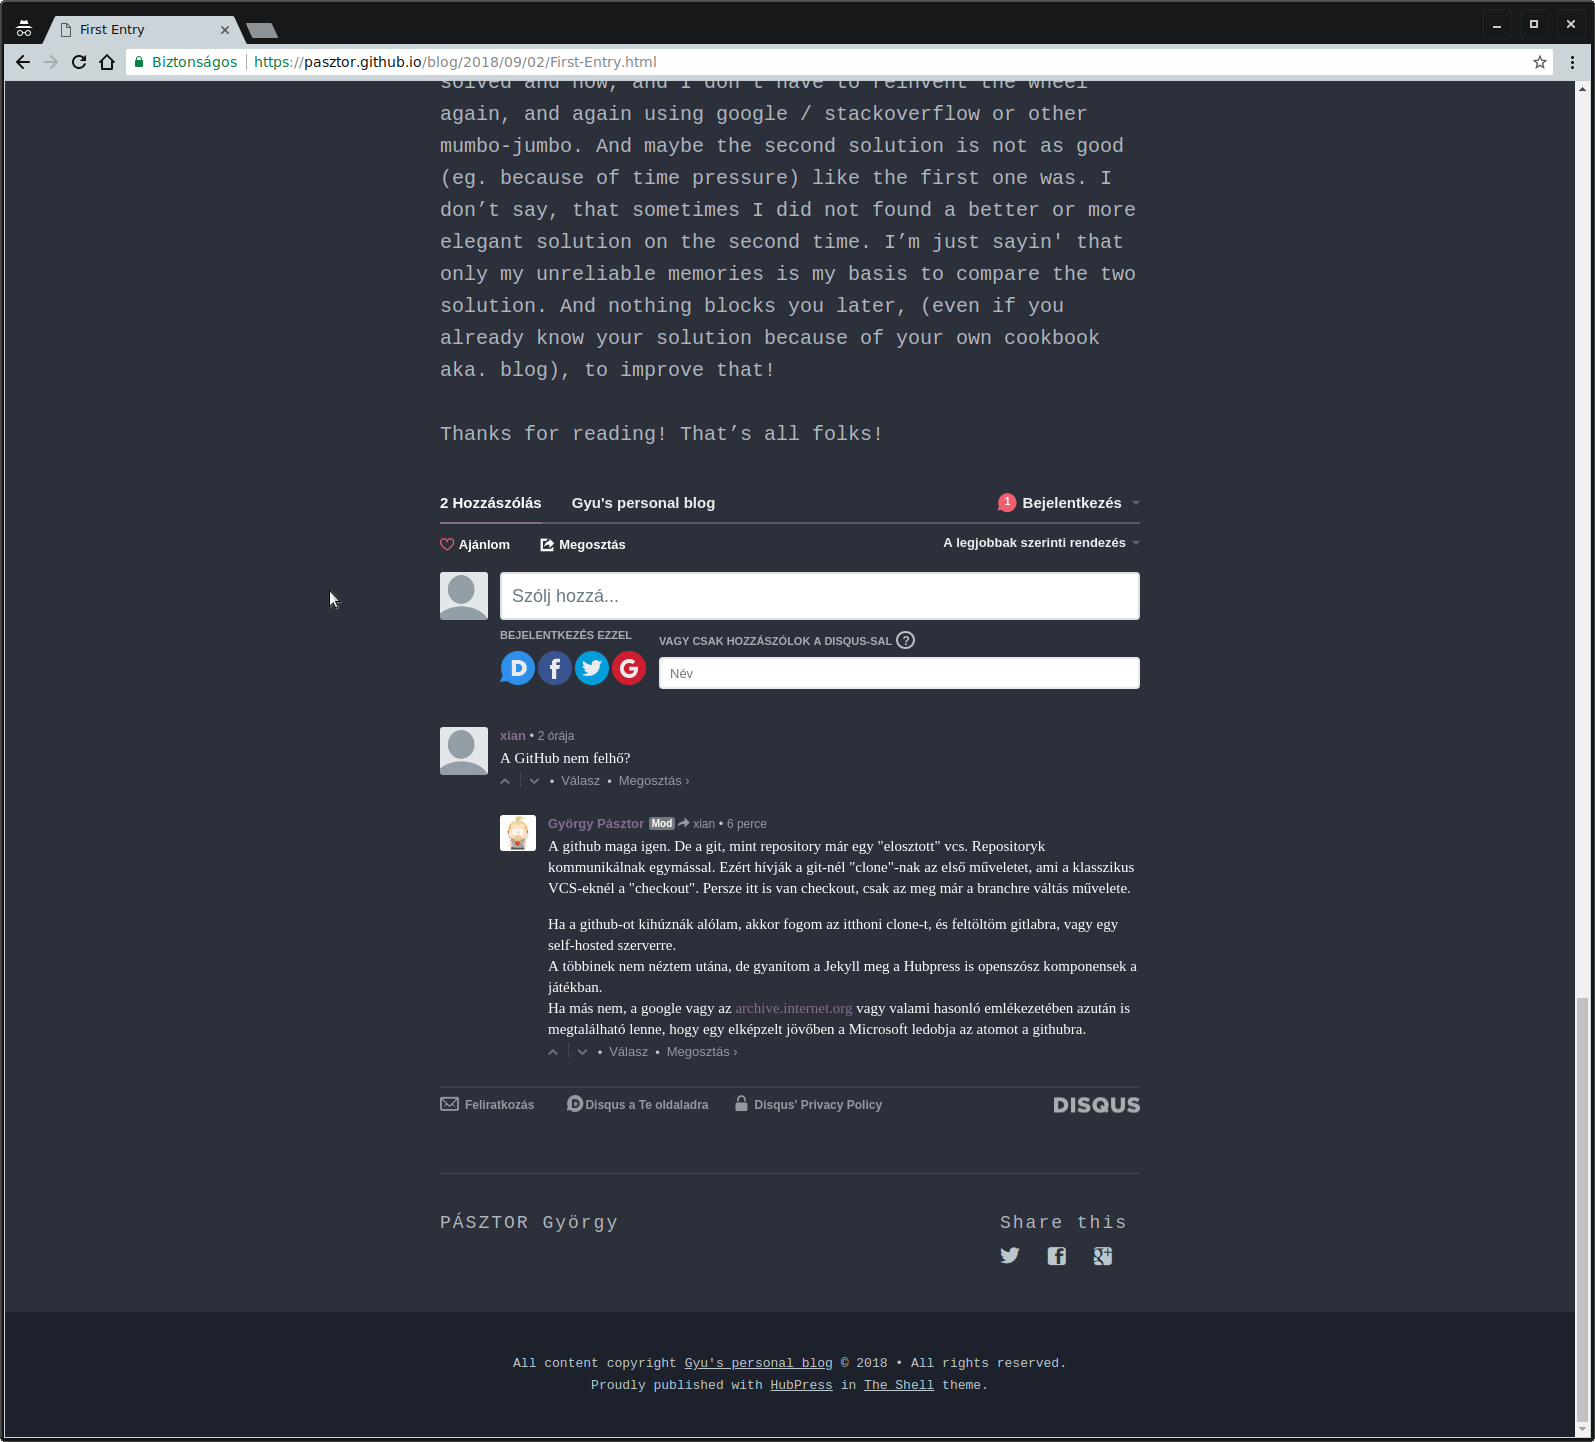 First Entry
Biztonságos
https://pasztor.github.io/blog/2018/09/02/First-Entry.html
solved and now, and I don't have to reinvent the wheel
again, and again using google / stackoverflow or other
mumbo-jumbo. And maybe the second solution is not as good
(eg. because of time pressure) like the first one was. I
don’t say, that sometimes I did not found a better or more
elegant solution on the second time. I’m just sayin' that
only my unreliable memories is my basis to compare the two
solution. And nothing blocks you later, (even if you
already know your solution because of your own cookbook
aka. blog), to improve that!
Thanks for reading! That’s all folks!
2 Hozzászólás Gyu's personal blog 1 Bejelentkezés
Ajánlom Megosztás A legjobbak szerinti rendezés
Szólj hozzá...
BEJELENTKEZÉS EZZEL
VAGY CSAK HOZZÁSZÓLOK A DISQUS-SAL ?
D f G
Név
xian • 2 órája
A GitHub nem felhő?
• Válasz • Megosztás ›
György Pásztor Mod xian • 6 perce
A github maga igen. De a git, mint repository már egy "elosztott" vcs. Repositoryk
kommunikálnak egymással. Ezért hívják a git-nél "clone"-nak az első műveletet, ami a klasszikus
VCS-eknél a "checkout". Persze itt is van checkout, csak az meg már a branchre váltás művelete.
Ha a github-ot kihúznák alólam, akkor fogom az itthoni clone-t, és feltöltöm gitlabra, vagy egy
self-hosted szerverre.
A többinek nem néztem utána, de gyanítom a Jekyll meg a Hubpress is openszósz komponensek a
játékban.
Ha más nem, a google vagy az archive.internet.org vagy valami hasonló emlékezetében azután is
megtalálható lenne, hogy egy elképzelt jövőben a Microsoft ledobja az atomot a githubra.
• Válasz • Megosztás ›
Feliratkozás D Disqus a Te oldaladra Disqus' Privacy Policy DISQUS
PÁSZTOR György
Share this
f g+
All content copyright Gyu's personal blog © 2018 • All rights reserved.
Proudly published with HubPress in The Shell theme.